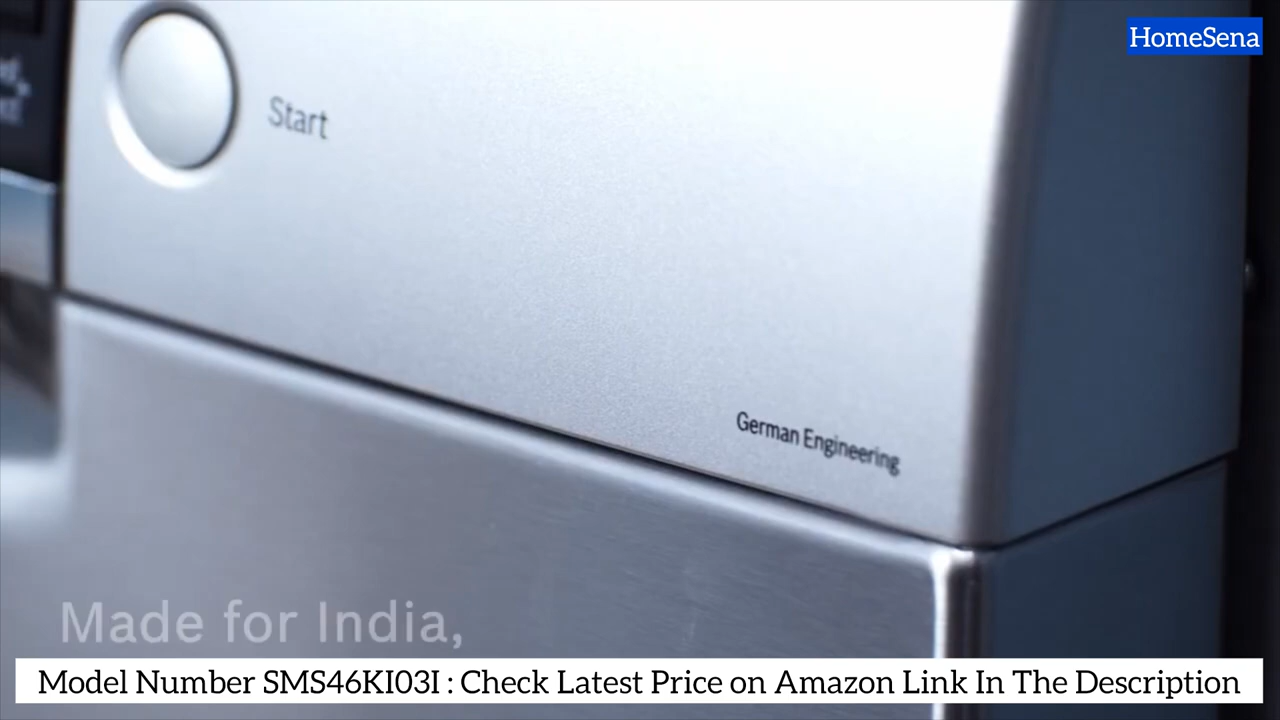 HomeSena
Start
German Engineering
Made for India,
Model Number SMS46KI03I : Check Latest Price on Amazon Link In The Description